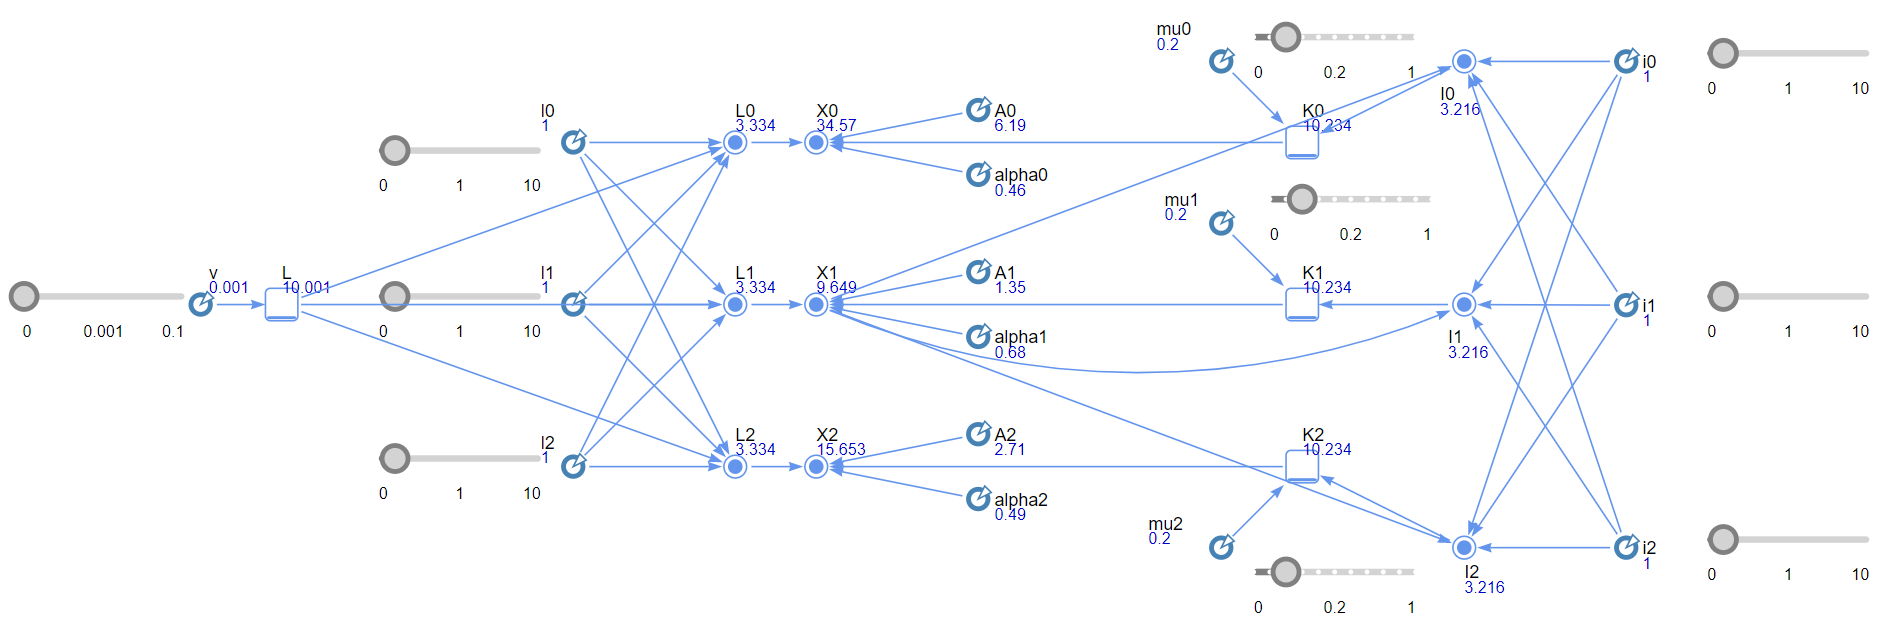 mu0
0.2
0 0.2 1
i0
1
0 1 10
I0
3.216
l0
1
L0
3.334
X0
34.57
A0
6.19
K0
10.234
0 1 10
alpha0
0.46
mu1
0.2
0 0.2 1
v
0.001
L
10.001
l1
1
L1
3.334
X1
9.649
A1
1.35
K1
10.234
i1
1
0 0.001 0.1
0 1 10
alpha1
0.68
I1
3.216
0 1 10
l2
1
L2
3.334
X2
15.653
A2
2.71
K2
10.234
0 1 10
alpha2
0.49
mu2
0.2
i2
1
0 1 10
I2
3.216
0 0.2 1